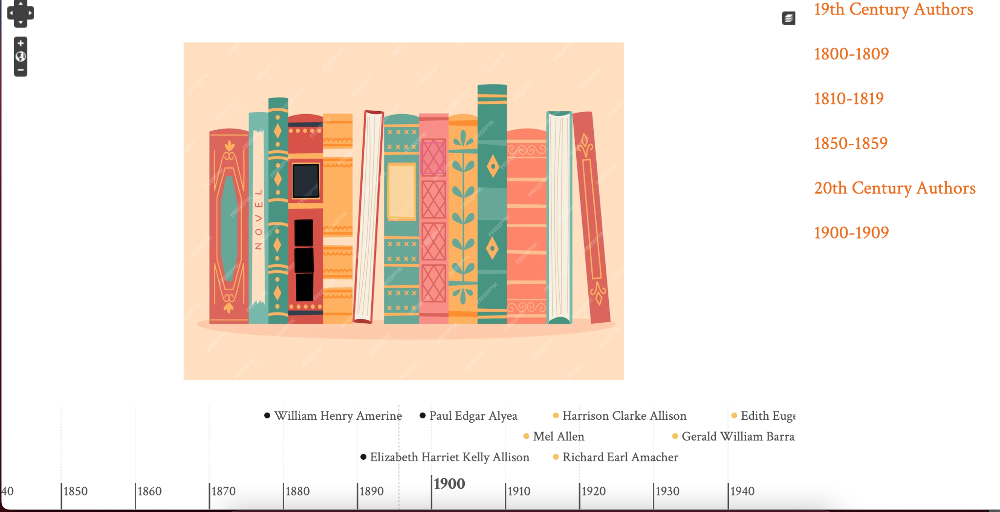 19th Century Authors
1800-1809
1810-1819
1850-1859
20th Century Authors
1900-1909
NOVEL
FREEPIK
William Henry Amerine
Paul Edgar Alyea
Harrison Clarke Allison
Edith Euge
Mel Allen
Gerald William Barra
Elizabeth Harriet Kelly Allison
Richard Earl Amacher
40 1850 1860 1870 1880 1890 1900 1910 1920 1930 1940